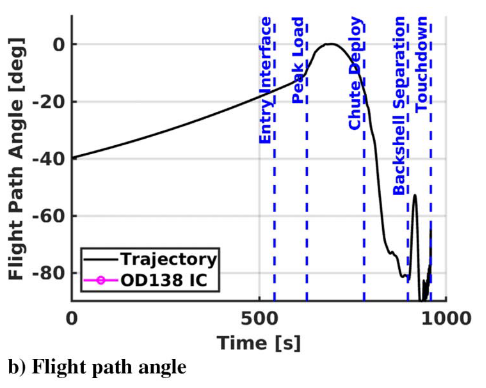 Flight Path Angle [deg]
0
-20
-40
-60
-80
Entry Interface
Peak Load
Chute Deploy
Backshell Separation
Touchdown
Trajectory
OD138 IC
0
500
1000
Time [s]
b) Flight path angle